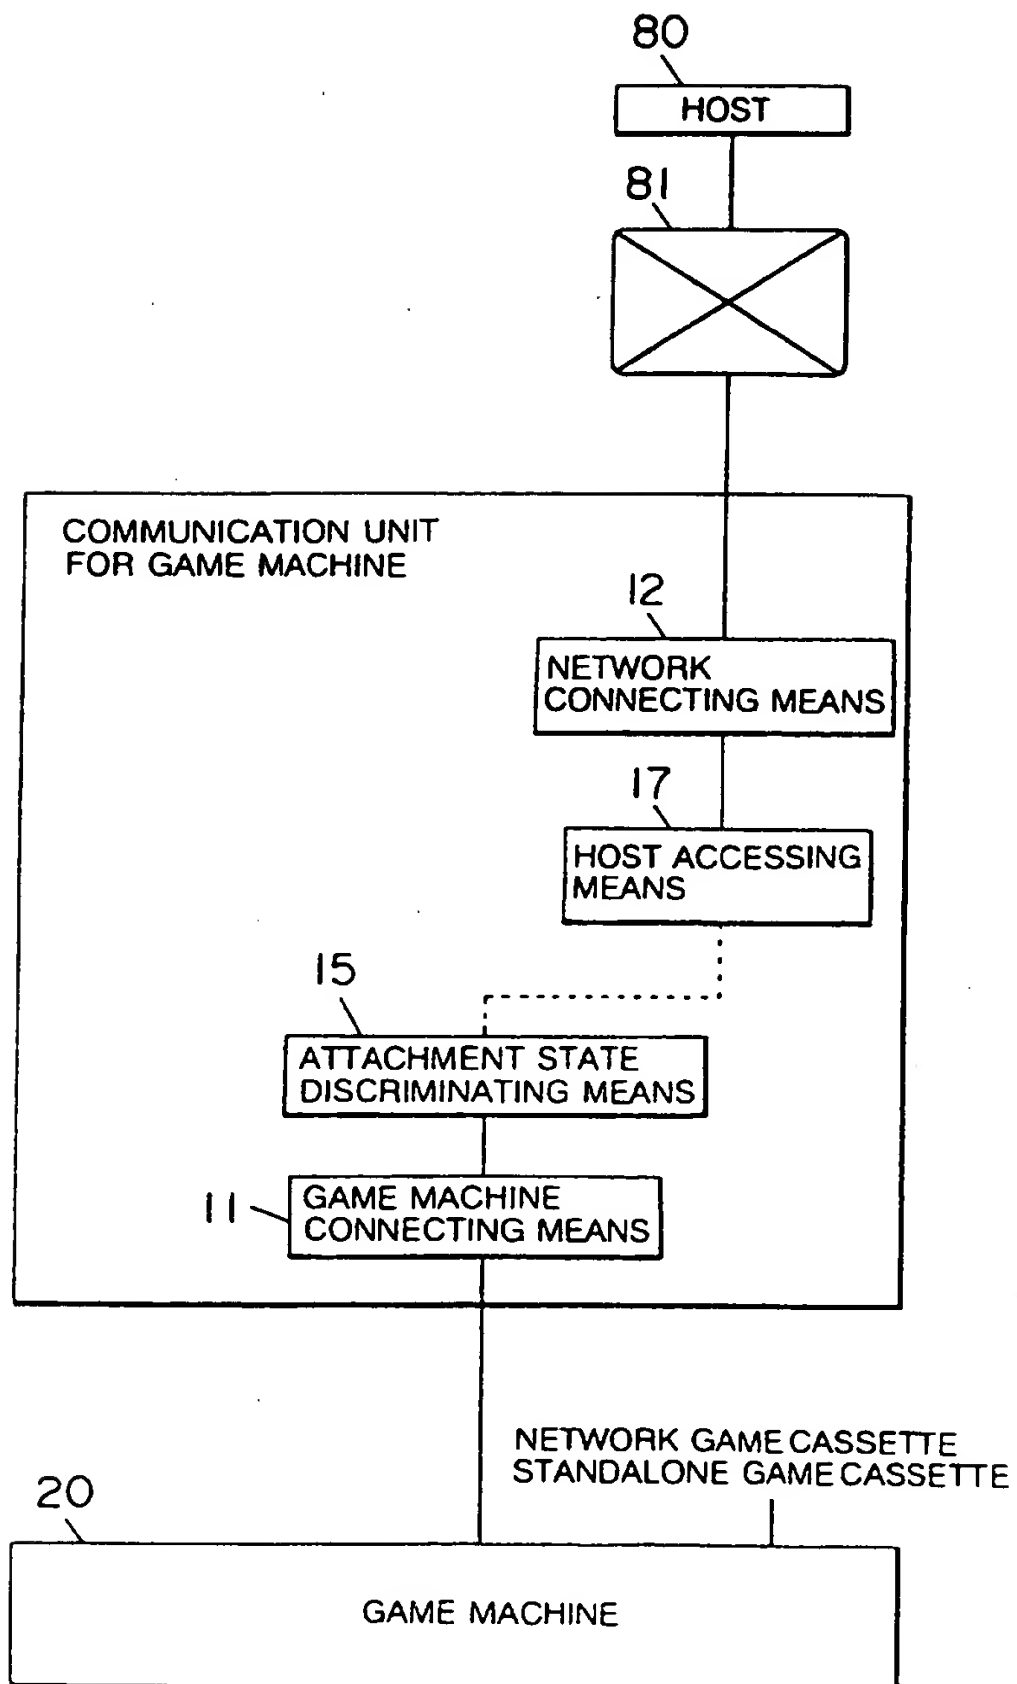 80
HOST
81
COMMUNICATION UNIT
FOR GAME MACHINE
12
NETWORK
CONNECTING MEANS
17
HOST ACCESSING
MEANS
15
ATTACHMENT STATE
DISCRIMINATING MEANS
11
GAME MACHINE
CONNECTING MEANS
NETWORK GAME CASSETTE
STANDALONE GAME CASSETTE
20
GAME MACHINE